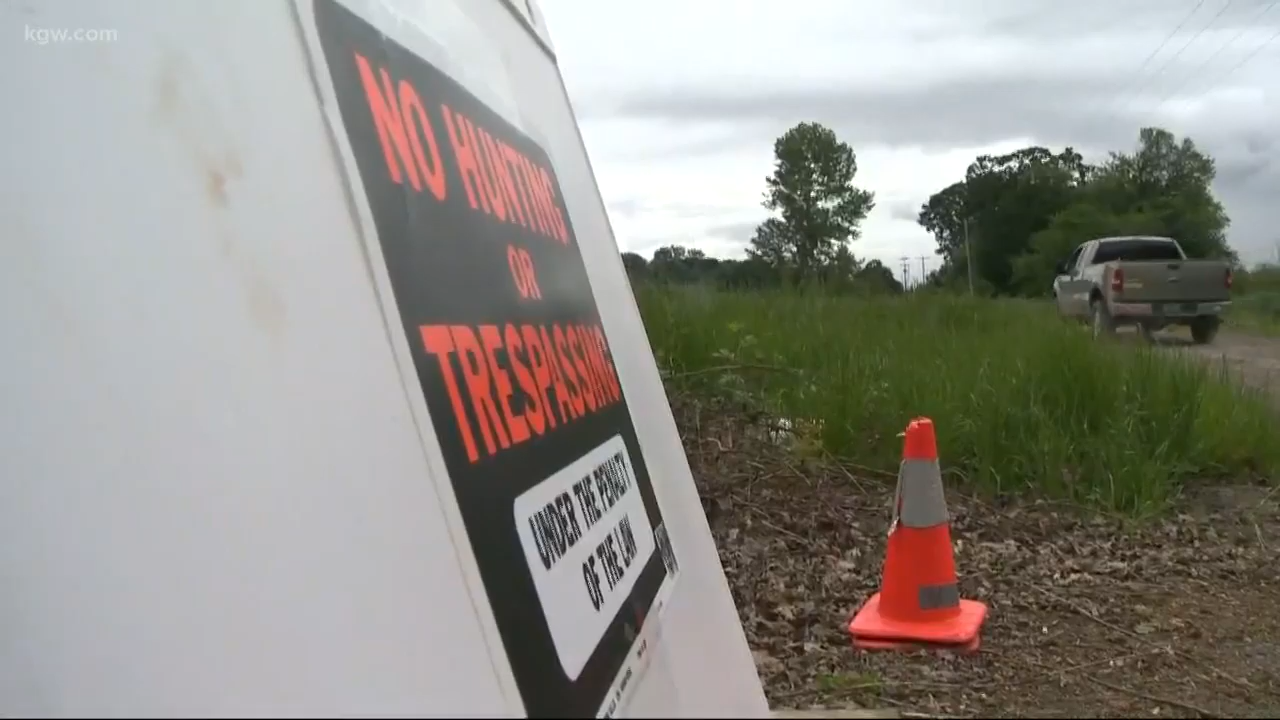 kgw.com
NO HUNTING
OR
TRESPASSING
UNDER THE PENALTY
OF THE LAW